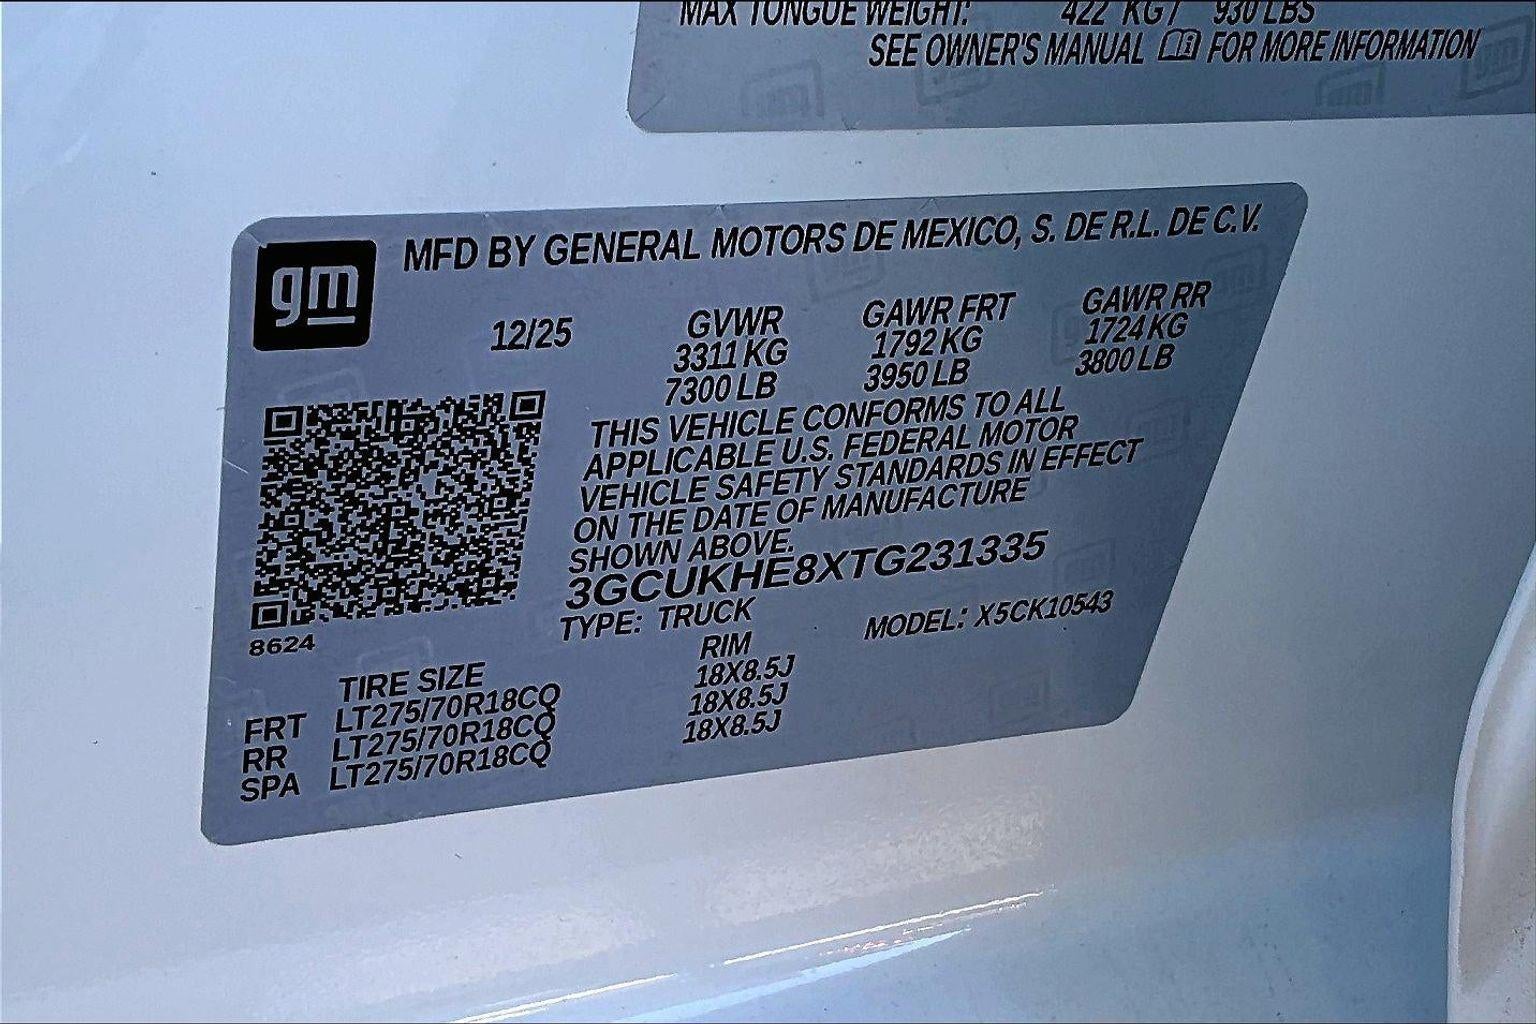 MAX TONGUE WEIGHT: 422 KG / 930 LBS
SEE OWNER'S MANUAL FOR MORE INFORMATION
gm
MFD BY GENERAL MOTORS DE MEXICO, S. DE R.L. DE C.V.
12/25 GVWR GAWR FRT GAWR RR
3311 KG 1792 KG 1724 KG
7300 LB 3950 LB 3800 LB
THIS VEHICLE CONFORMS TO ALL
APPLICABLE U.S. FEDERAL MOTOR
VEHICLE SAFETY STANDARDS IN EFFECT
ON THE DATE OF MANUFACTURE
SHOWN ABOVE.
3GCUKHE8XTG231335
TYPE: TRUCK MODEL: X5CK10543
8624
TIRE SIZE RIM
FRT LT275/70R18CQ 18X8.5J
RR LT275/70R18CQ 18X8.5J
SPA LT275/70R18CQ 18X8.5J